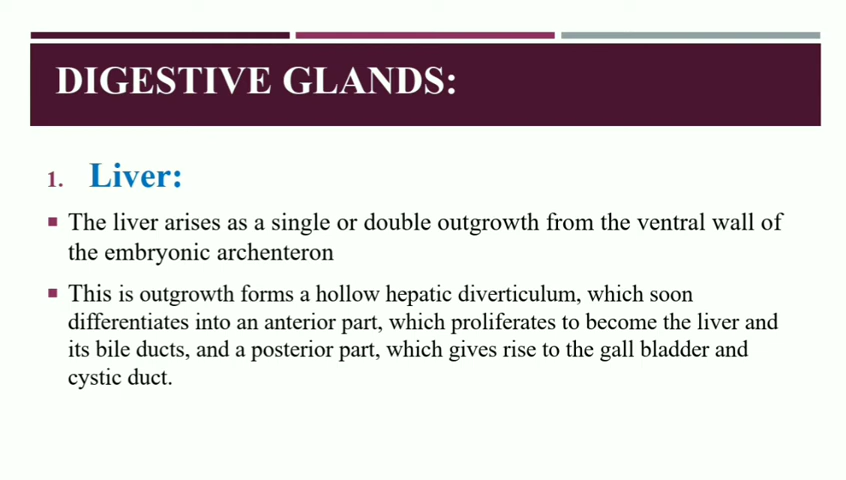 DIGESTIVE GLANDS:
1. Liver:
▪ The liver arises as a single or double outgrowth from the ventral wall of
the embryonic archenteron
▪ This is outgrowth forms a hollow hepatic diverticulum, which soon
differentiates into an anterior part, which proliferates to become the liver and
its bile ducts, and a posterior part, which gives rise to the gall bladder and
cystic duct.